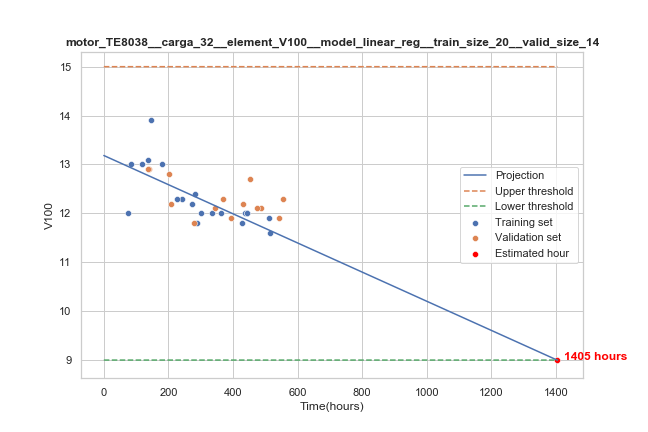 motor_TE8038__carga_32__element_V100__model_linear_reg__train_size_20__valid_size_14
15
14
13
12
11
10
9
V100
0 200 400 600 800 1000 1200 1400
Time(hours)
Projection
Upper threshold
Lower threshold
Training set
Validation set
Estimated hour
1405 hours